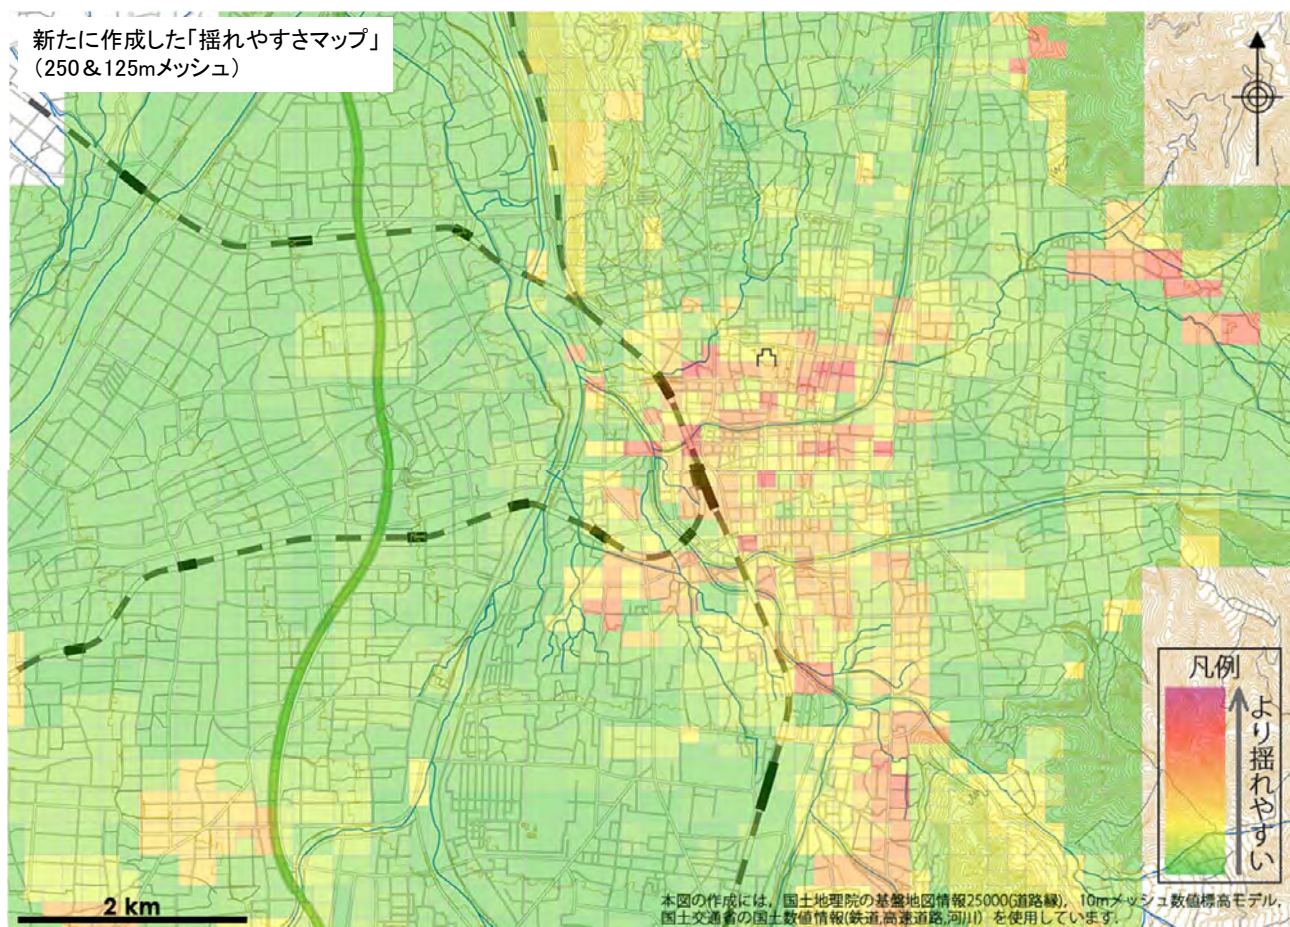 新たに作成した「揺れやすさマップ」
（250＆125mメッシュ）
凡例
より揺れやすい
2 km
本図の作成には，国土地理院の基盤地図情報25000(道路縁)，10mメッシュ数値標高モデル，
国土交通省の国土数値情報(鉄道,高速道路,河川）を使用しています．